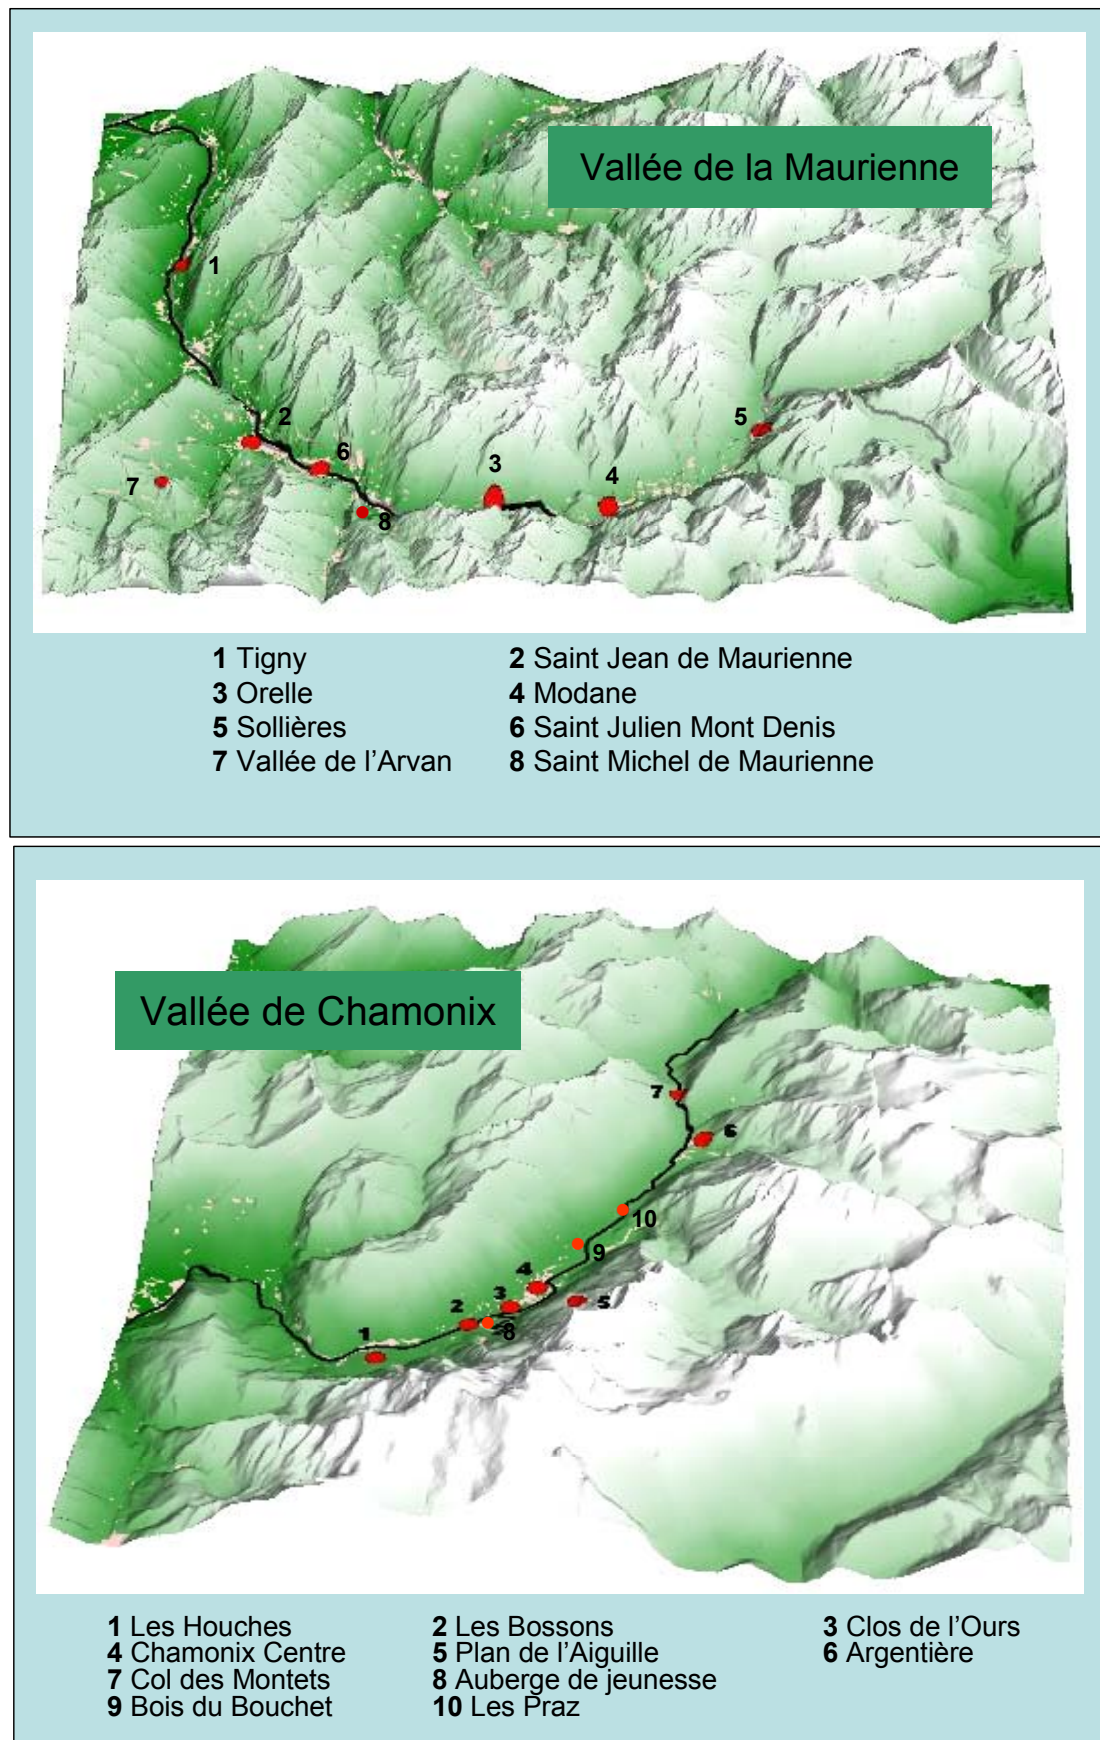 Vallée de la Maurienne
1
2
6
3
4
5
7
8
1 Tigny 2 Saint Jean de Maurienne
3 Orelle 4 Modane
5 Sollières 6 Saint Julien Mont Denis
7 Vallée de l'Arvan 8 Saint Michel de Maurienne
Vallée de Chamonix
7
6
10
9
4
3
5
2
8
1
1 Les Houches 2 Les Bossons 3 Clos de l'Ours
4 Chamonix Centre 5 Plan de l'Aiguille 6 Argentière
7 Col des Montets 8 Auberge de jeunesse
9 Bois du Bouchet 10 Les Praz